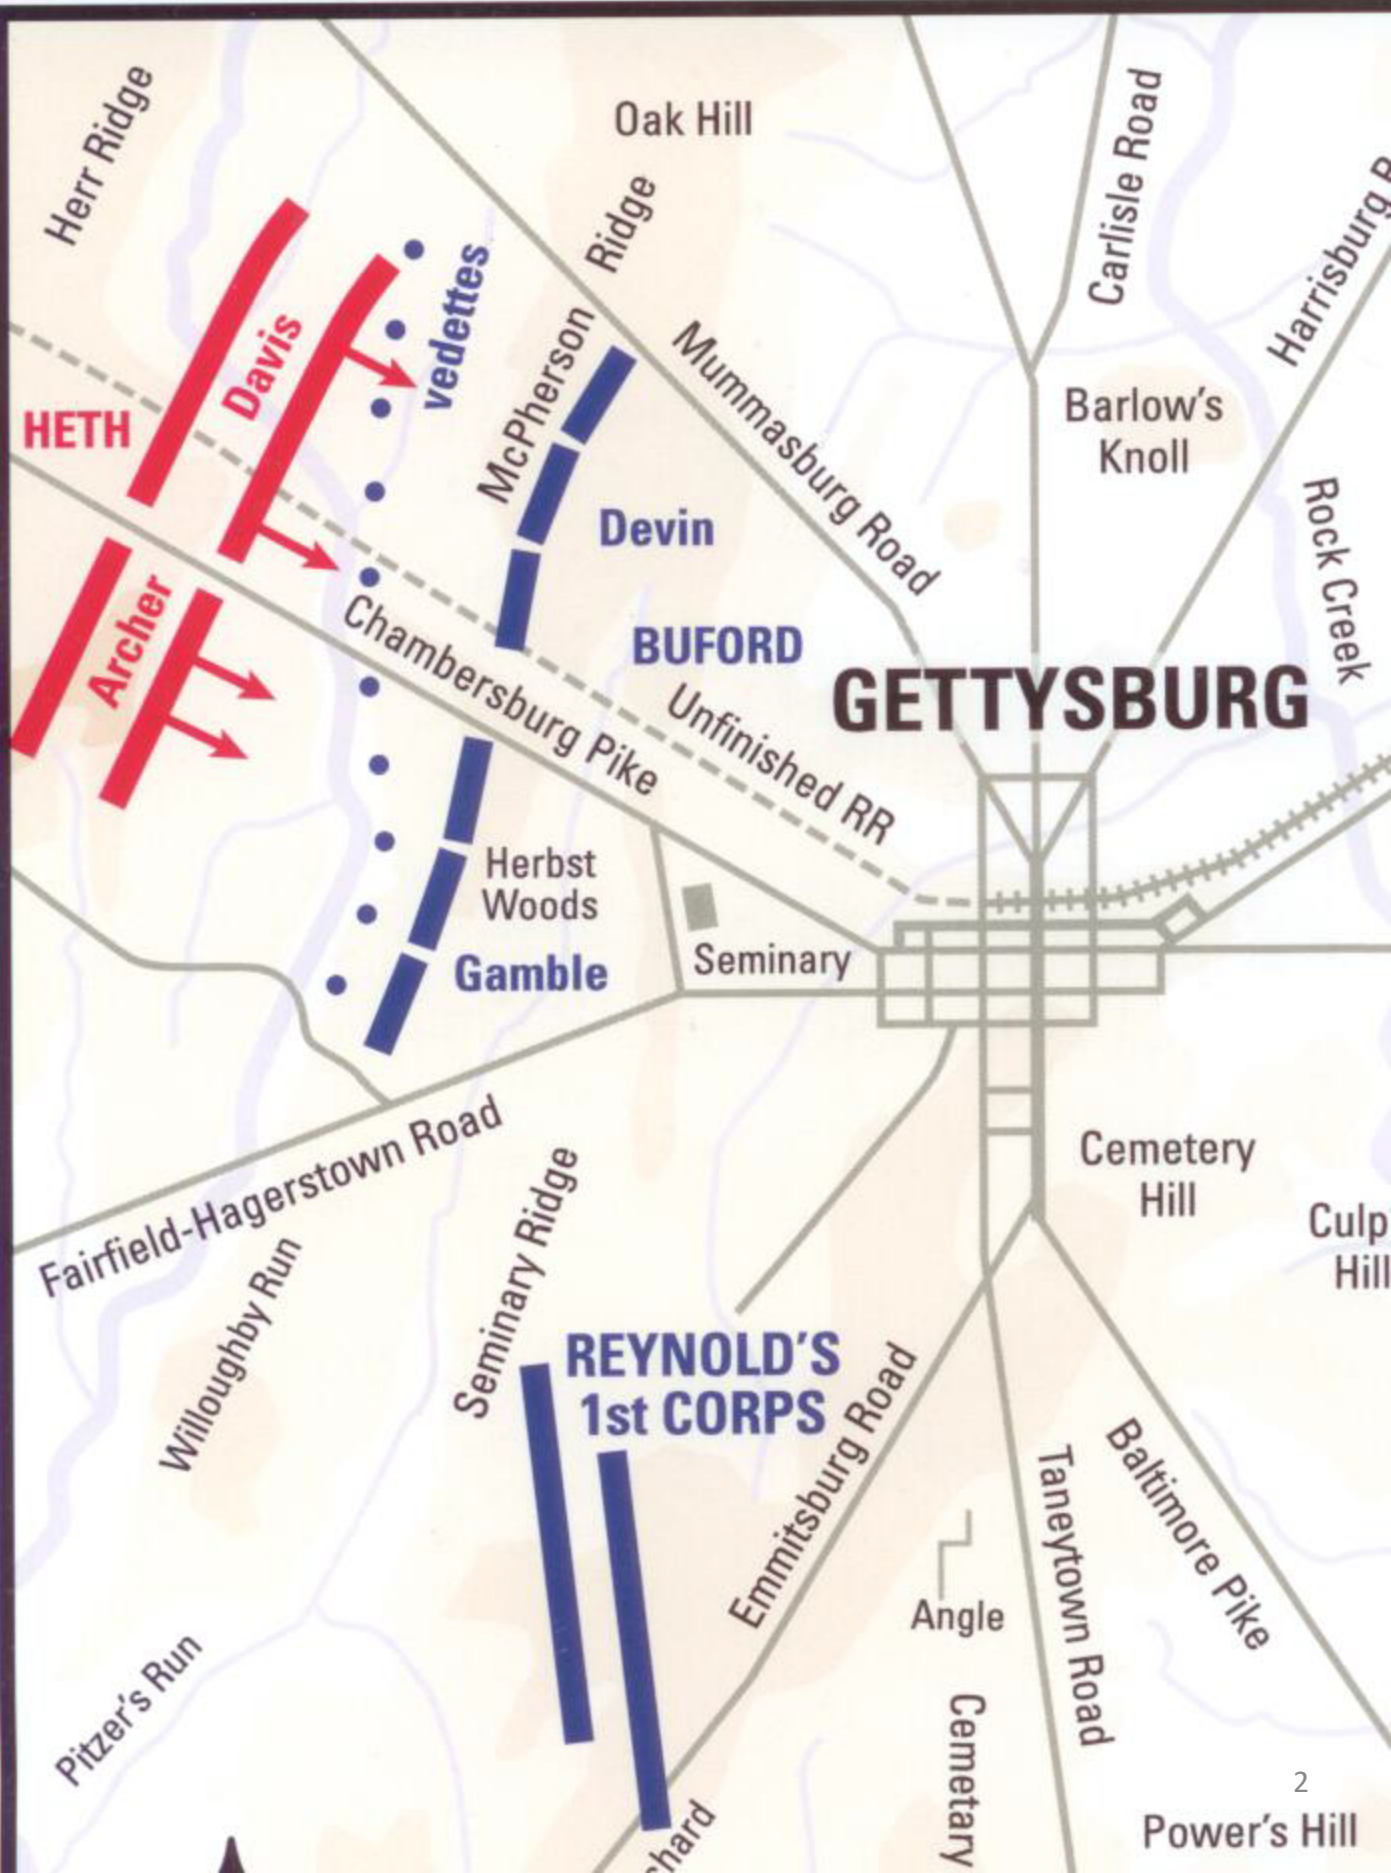 Oak Hill
Herr Ridge
Carlisle Road
Harrisburg R
McPherson Ridge
vedettes
Davis
HETH
Mummasburg Road
Barlow's
Knoll
Rock Creek
Devin
Archer
Chambersburg Pike
BUFORD
Unfinished RR
GETTYSBURG
Herbst
Woods
Gamble
Seminary
Fairfield-Hagerstown Road
Cemetery
Hill
Culp
Hill
Willoughby Run
Seminary Ridge
REYNOLD'S
1st CORPS
Emmitsburg Road
Taneytown Road
Baltimore Pike
Angle
Pitzer's Run
Cemetary
2
Power's Hill
chard